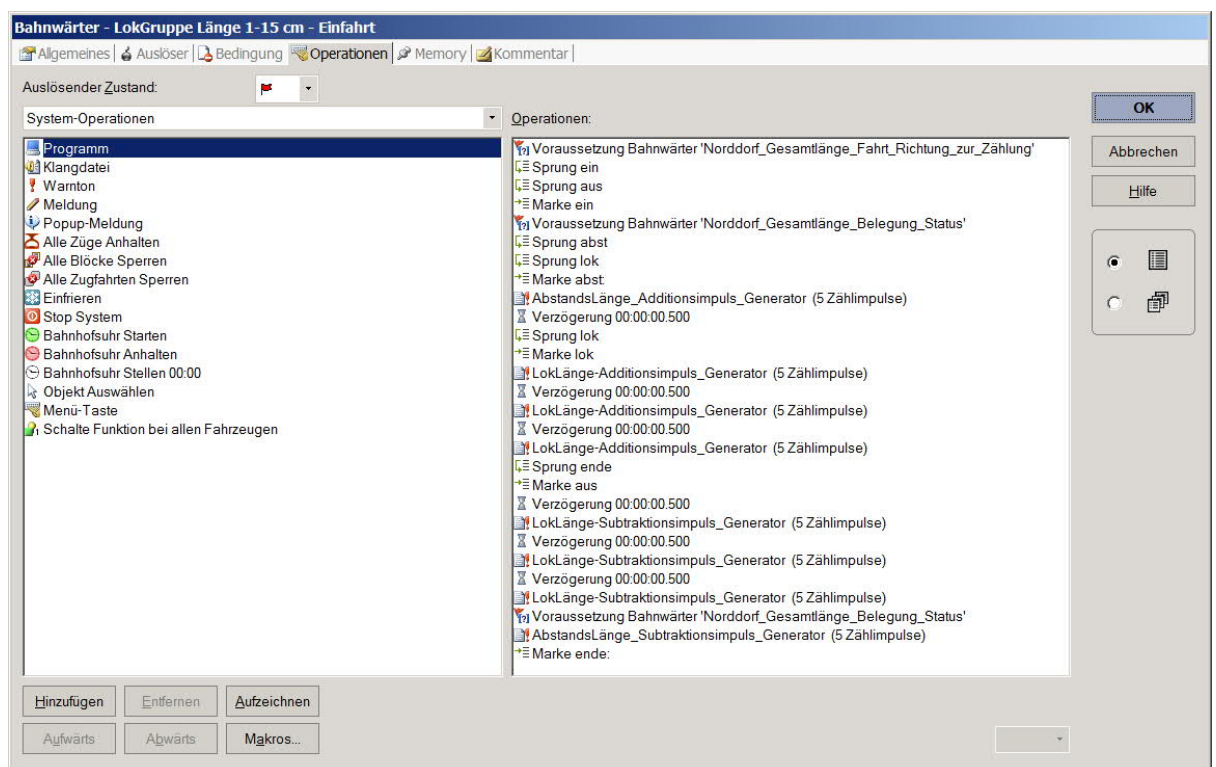 Bahnwärter - LokGruppe Länge 1-15 cm - Einfahrt
Allgemeines Auslöser Bedingung Operationen Memory Kommentar
Auslösender Zustand:
System-Operationen
Programm
Klangdatei
Warnton
Meldung
Popup-Meldung
Alle Züge Anhalten
Alle Blöcke Sperren
Alle Zugfahrten Sperren
Einfrieren
Stop System
Bahnhofsuhr Starten
Bahnhofsuhr Anhalten
Bahnhofsuhr Stellen 00:00
Objekt Auswählen
Menü-Taste
Schalte Funktion bei allen Fahrzeugen
Operationen:
Voraussetzung Bahnwärter 'Norddorf_Gesamtlänge_Fahrt_Richtung_zur_Zählung'
Sprung ein
Sprung aus
Marke ein
Voraussetzung Bahnwärter 'Norddorf_Gesamtlänge_Belegung_Status'
Sprung abst
Sprung lok
Marke abst:
AbstandsLänge_Additionsimpuls_Generator (5 Zählimpulse)
Verzögerung 00:00:00.500
Sprung lok
Marke lok
LokLänge-Additionsimpuls_Generator (5 Zählimpulse)
Verzögerung 00:00:00.500
LokLänge-Additionsimpuls_Generator (5 Zählimpulse)
Verzögerung 00:00:00.500
LokLänge-Additionsimpuls_Generator (5 Zählimpulse)
Sprung ende
Marke aus
Verzögerung 00:00:00.500
LokLänge-Subtraktionsimpuls_Generator (5 Zählimpulse)
Verzögerung 00:00:00.500
LokLänge-Subtraktionsimpuls_Generator (5 Zählimpulse)
Verzögerung 00:00:00.500
LokLänge-Subtraktionsimpuls_Generator (5 Zählimpulse)
Voraussetzung Bahnwärter 'Norddorf_Gesamtlänge_Belegung_Status'
AbstandsLänge_Subtraktionsimpuls_Generator (5 Zählimpulse)
Marke ende:
OK
Abbrechen
Hilfe
Hinzufügen Entfernen Aufzeichnen
Aufwärts Abwärts Makros...